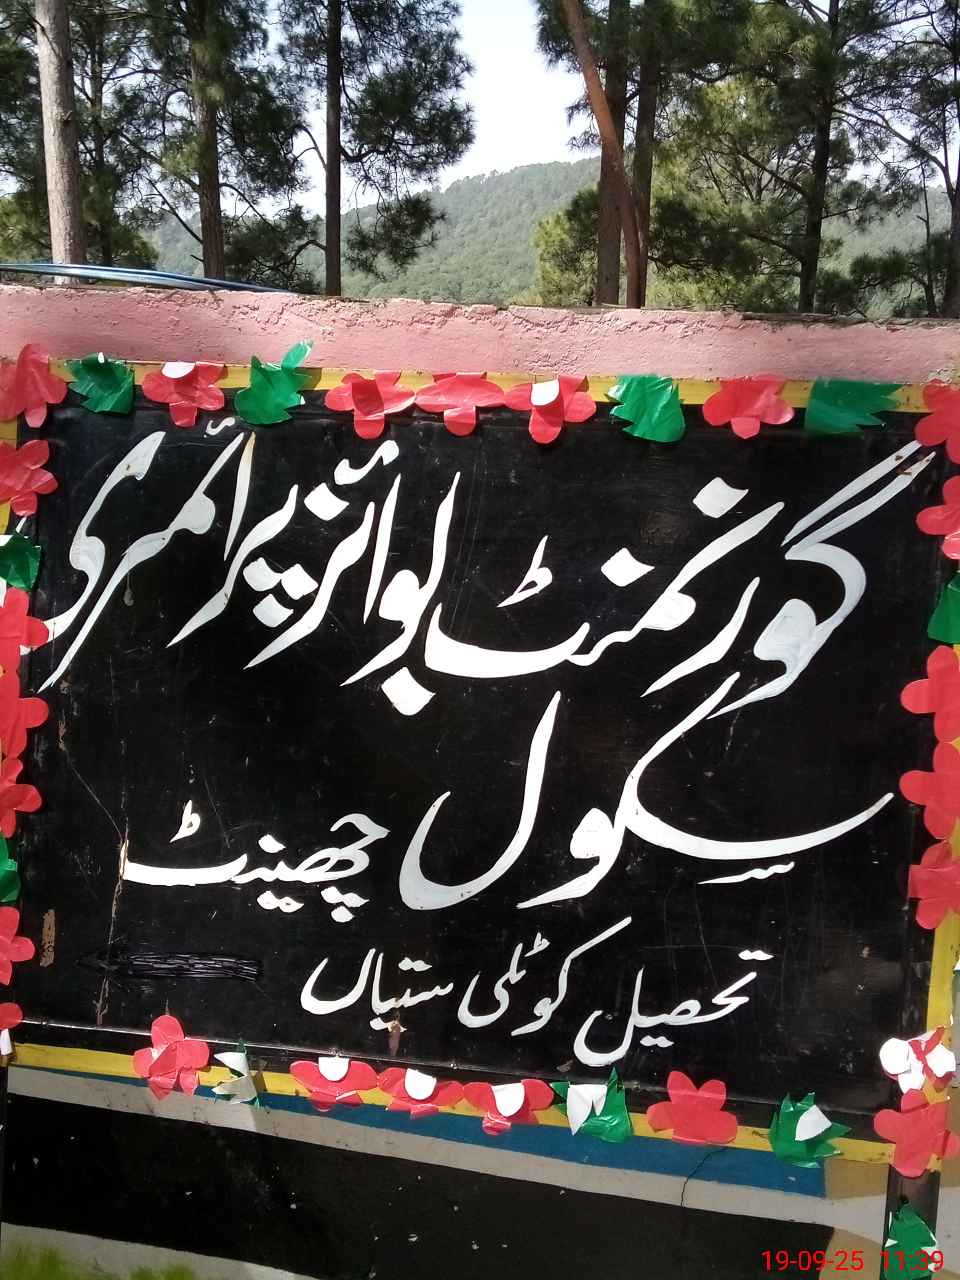 گورنمنٹ بوائز پرائمری
سکول چھینٹ
تحصیل کوٹلی ستیاں
19-09-25 11:39